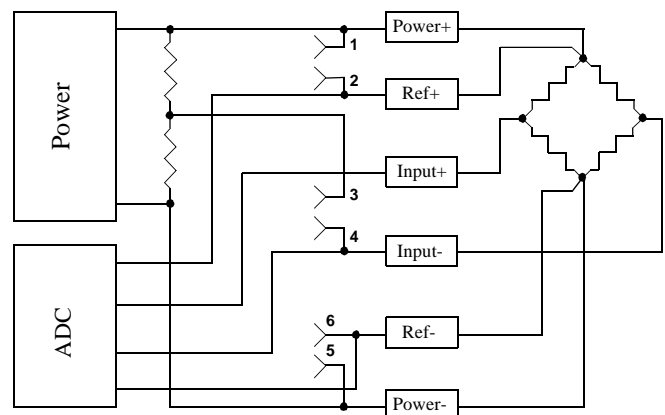 Power+
1
2
Ref+
Power
Input+
3
4
Input-
6
Ref-
5
ADC
Power-